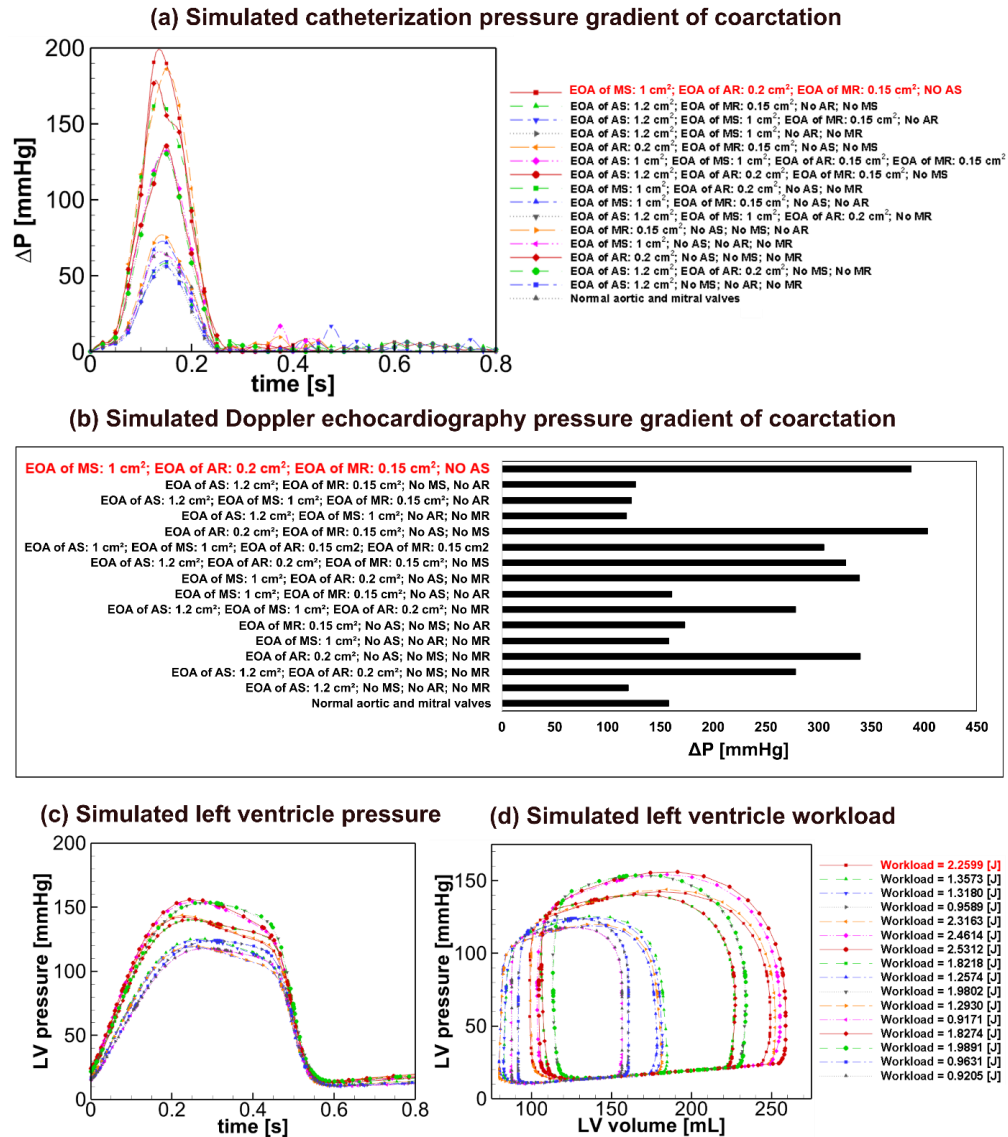 (a) Simulated catheterization pressure gradient of coarctation
200
150
100
50
0
ΔP [mmHg]
0 0.2 0.4 0.6 0.8
time [s]
EOA of MS: 1 cm²; EOA of AR: 0.2 cm²; EOA of MR: 0.15 cm²; NO AS
EOA of AS: 1.2 cm²; EOA of MR: 0.15 cm²; No AR; No MS
EOA of AS: 1.2 cm²; EOA of MS: 1 cm²; EOA of MR: 0.15 cm²; No AR
EOA of AS: 1.2 cm²; EOA of MS: 1 cm²; No AR; No MR
EOA of AR: 0.2 cm²; EOA of MR: 0.15 cm²; No AS; No MS
EOA of AS: 1 cm²; EOA of MS: 1 cm²; EOA of AR: 0.15 cm²; EOA of MR: 0.15 cm²
EOA of AS: 1.2 cm²; EOA of AR: 0.2 cm²; EOA of MR: 0.15 cm²; No MS
EOA of MS: 1 cm²; EOA of AR: 0.2 cm²; No AS; No MR
EOA of MS: 1 cm²; EOA of MR: 0.15 cm²; No AS; No AR
EOA of AS: 1.2 cm²; EOA of MS: 1 cm²; EOA of AR: 0.2 cm²; No MR
EOA of MR: 0.15 cm²; No AS; No MS; No AR
EOA of MS: 1 cm²; No AS; No AR; No MR
EOA of AR: 0.2 cm²; No AS; No MS; No MR
EOA of AS: 1.2 cm²; EOA of AR: 0.2 cm²; No MS; No MR
EOA of AS: 1.2 cm²; No MS; No AR; No MR
Normal aortic and mitral valves
(b) Simulated Doppler echocardiography pressure gradient of coarctation
EOA of MS: 1 cm²; EOA of AR: 0.2 cm²; EOA of MR: 0.15 cm²; NO AS
EOA of AS: 1.2 cm²; EOA of MR: 0.15 cm²; No MS, No AR
EOA of AS: 1.2 cm²; EOA of MS: 1 cm²; EOA of MR: 0.15 cm²; No AR
EOA of AS: 1.2 cm²; EOA of MS: 1 cm²; No AR; No MR
EOA of AR: 0.2 cm²; EOA of MR: 0.15 cm²; No AS; No MS
EOA of AS: 1 cm²; EOA of MS: 1 cm²; EOA of AR: 0.15 cm2; EOA of MR: 0.15 cm2
EOA of AS: 1.2 cm²; EOA of AR: 0.2 cm²; EOA of MR: 0.15 cm²; No MS
EOA of MS: 1 cm²; EOA of AR: 0.2 cm²; No AS; No MR
EOA of MS: 1 cm²; EOA of MR: 0.15 cm²; No AS; No AR
EOA of AS: 1.2 cm²; EOA of MS: 1 cm²; EOA of AR: 0.2 cm²; No MR
EOA of MR: 0.15 cm²; No AS; No MS; No AR
EOA of MS: 1 cm²; No AS; No AR; No MR
EOA of AR: 0.2 cm²; No AS; No MS; No MR
EOA of AS: 1.2 cm²; EOA of AR: 0.2 cm²; No MS; No MR
EOA of AS: 1.2 cm²; No MS; No AR; No MR
Normal aortic and mitral valves
0 50 100 150 200 250 300 350 400 450
ΔP [mmHg]
(c) Simulated left ventricle pressure
200
150
100
50
0
LV pressure [mmHg]
0 0.2 0.4 0.6 0.8
time [s]
(d) Simulated left ventricle workload
150
100
50
0
LV pressure [mmHg]
100 150 200 250
LV volume [mL]
Workload = 2.2599 [J]
Workload = 1.3573 [J]
Workload = 1.3180 [J]
Workload = 0.9589 [J]
Workload = 2.3163 [J]
Workload = 2.4614 [J]
Workload = 2.5312 [J]
Workload = 1.8218 [J]
Workload = 1.2574 [J]
Workload = 1.9802 [J]
Workload = 1.2930 [J]
Workload = 0.9171 [J]
Workload = 1.8274 [J]
Workload = 1.9891 [J]
Workload = 0.9631 [J]
Workload = 0.9205 [J]